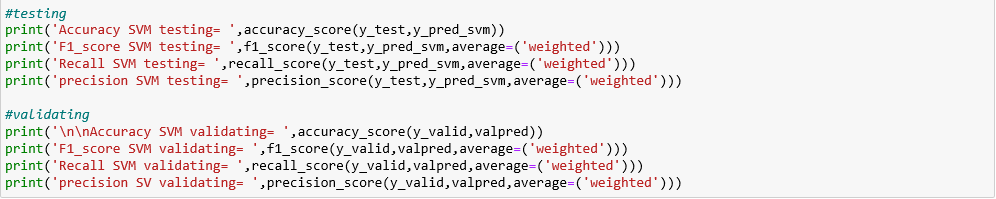 #testing
print('Accuracy SVM testing= ',accuracy_score(y_test,y_pred_svm))
print('F1_score SVM testing= ',f1_score(y_test,y_pred_svm,average=('weighted')))
print('Recall SVM testing= ',recall_score(y_test,y_pred_svm,average=('weighted')))
print('precision SVM testing= ',precision_score(y_test,y_pred_svm,average=('weighted')))
#validating
print('\n\nAccuracy SVM validating= ',accuracy_score(y_valid,valpred))
print('F1_score SVM validating= ',f1_score(y_valid,valpred,average=('weighted')))
print('Recall SVM validating= ',recall_score(y_valid,valpred,average=('weighted')))
print('precision SV validating= ',precision_score(y_valid,valpred,average=('weighted')))